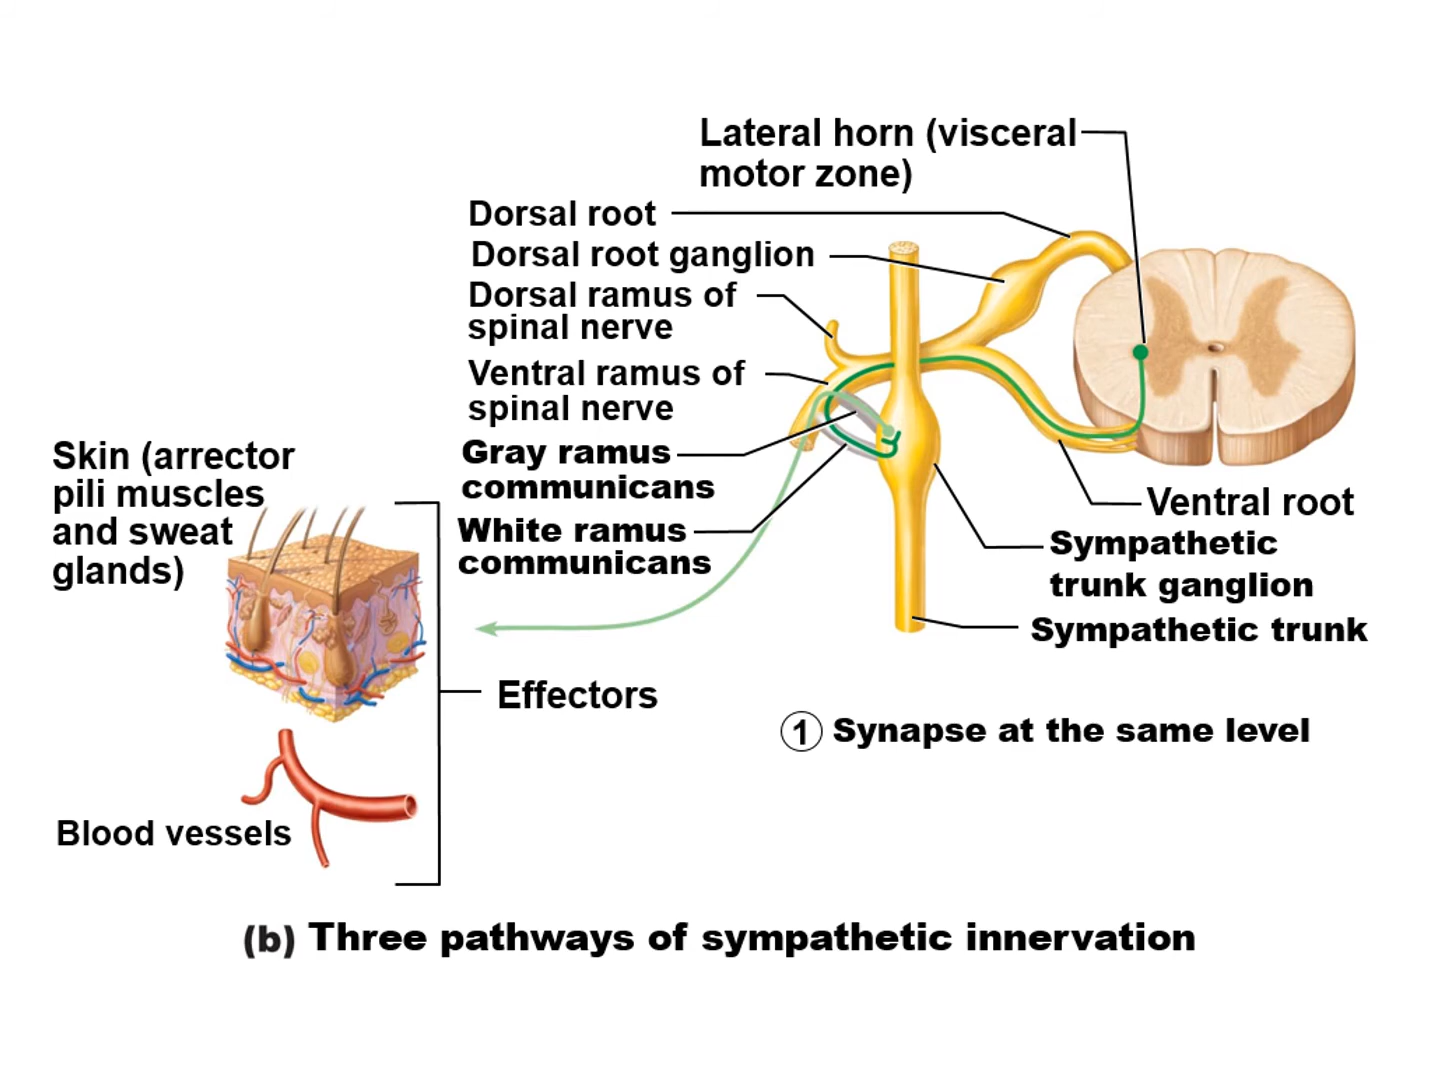 Lateral horn (visceral
motor zone)
Dorsal root
Dorsal root ganglion
Dorsal ramus of
spinal nerve
Ventral ramus of
spinal nerve
Gray ramus
communicans
White ramus
communicans
Skin (arrector
pili muscles
and sweat
glands)
Ventral root
Sympathetic
trunk ganglion
Sympathetic trunk
Effectors
1 Synapse at the same level
Blood vessels
(b) Three pathways of sympathetic innervation